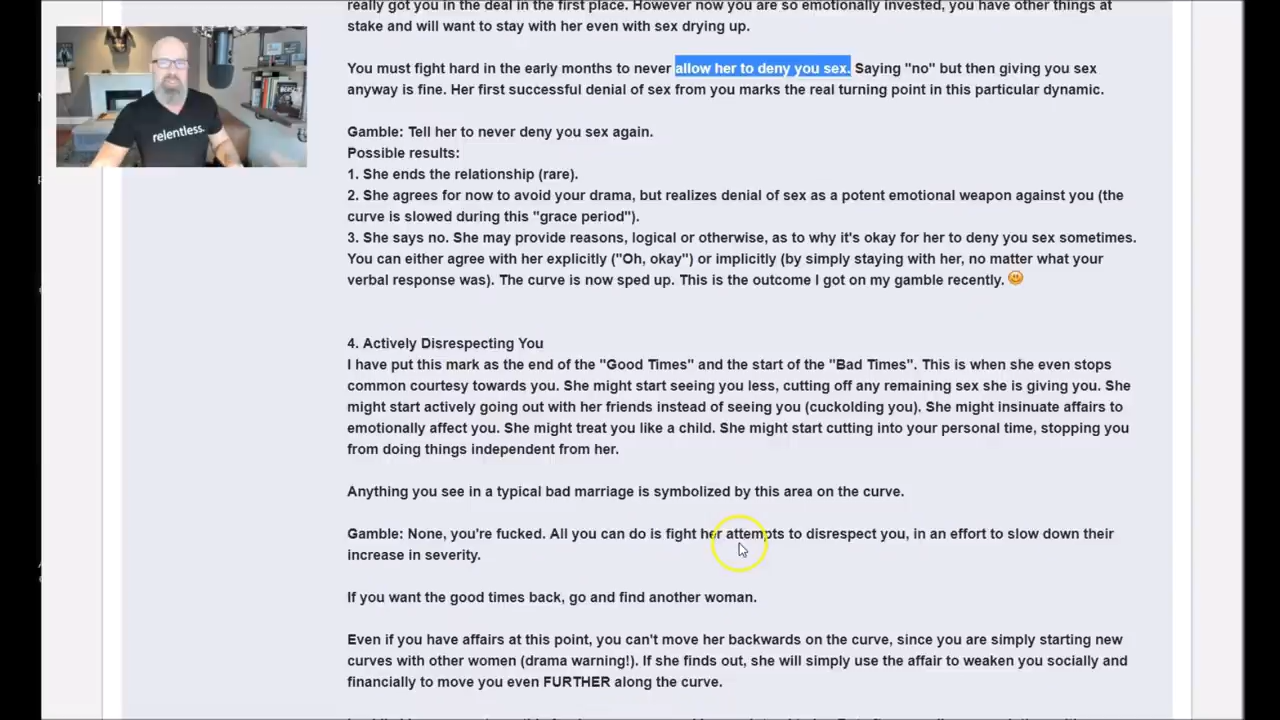 really got you in the deal in the first place. However now you are so emotionally invested, you have other things at
stake and will want to stay with her even with sex drying up.
You must fight hard in the early months to never allow her to deny you sex. Saying "no" but then giving you sex
anyway is fine. Her first successful denial of sex from you marks the real turning point in this particular dynamic.
relentless.
Gamble: Tell her to never deny you sex again.
Possible results:
1. She ends the relationship (rare).
2. She agrees for now to avoid your drama, but realizes denial of sex as a potent emotional weapon against you (the
curve is slowed during this "grace period").
3. She says no. She may provide reasons, logical or otherwise, as to why it's okay for her to deny you sex sometimes.
You can either agree with her explicitly ("Oh, okay") or implicitly (by simply staying with her, no matter what your
verbal response was). The curve is now sped up. This is the outcome I got on my gamble recently.
4. Actively Disrespecting You
I have put this mark as the end of the "Good Times" and the start of the "Bad Times". This is when she even stops
common courtesy towards you. She might start seeing you less, cutting off any remaining sex she is giving you. She
might start actively going out with her friends instead of seeing you (cuckolding you). She might insinuate affairs to
emotionally affect you. She might treat you like a child. She might start cutting into your personal time, stopping you
from doing things independent from her.
Anything you see in a typical bad marriage is symbolized by this area on the curve.
Gamble: None, you're fucked. All you can do is fight her attempts to disrespect you, in an effort to slow down their
increase in severity.
If you want the good times back, go and find another woman.
Even if you have affairs at this point, you can't move her backwards on the curve, since you are simply starting new
curves with other women (drama warning!). If she finds out, she will simply use the affair to weaken you socially and
financially to move you even FURTHER along the curve.